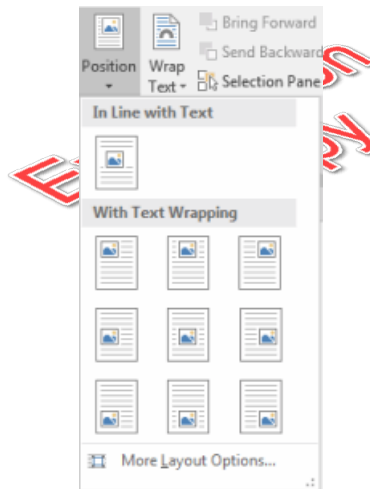 Bring Forward
Send Backward
Position
Wrap
Text
Selection Pane
In Line with Text
With Text Wrapping
More Layout Options...